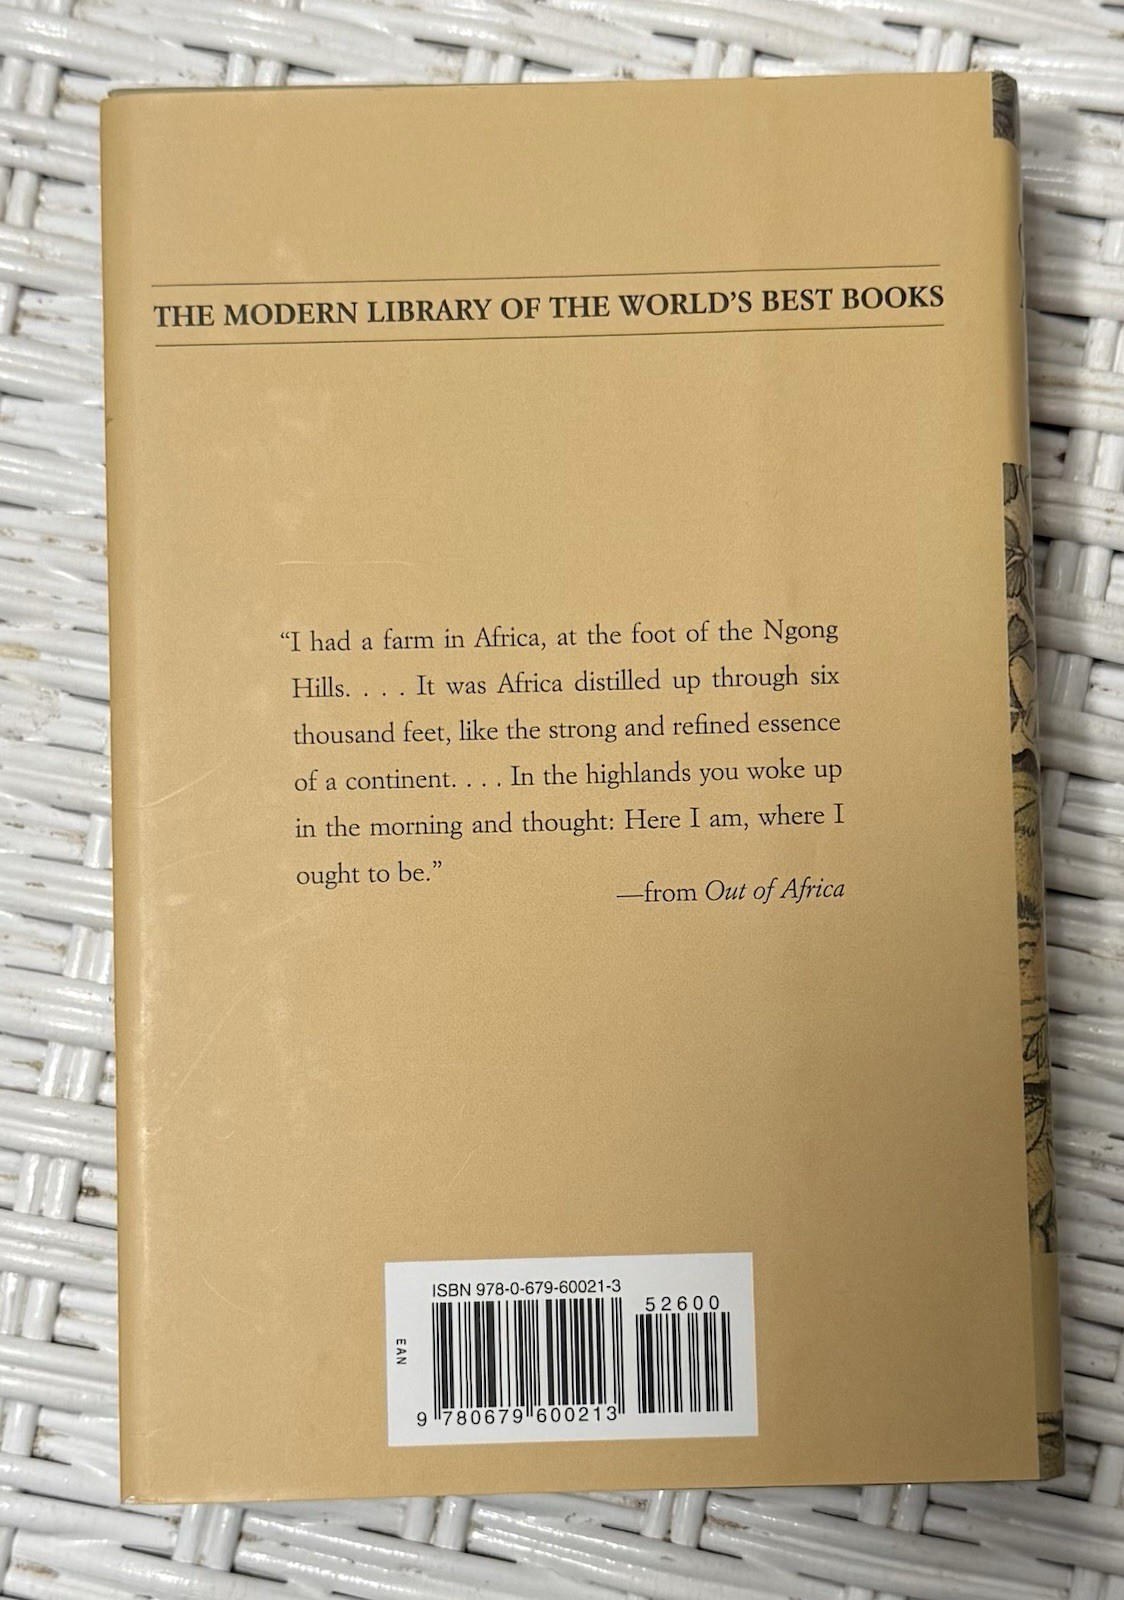 THE MODERN LIBRARY OF THE WORLD'S BEST BOOKS
“I had a farm in Africa, at the foot of the Ngong
Hills. . . . It was Africa distilled up through six
thousand feet, like the strong and refined essence
of a continent. . . . In the highlands you woke up
in the morning and thought: Here I am, where I
ought to be.”
—from Out of Africa
ISBN 978-0-679-60021-3
52600
EAN
9 780679 600213